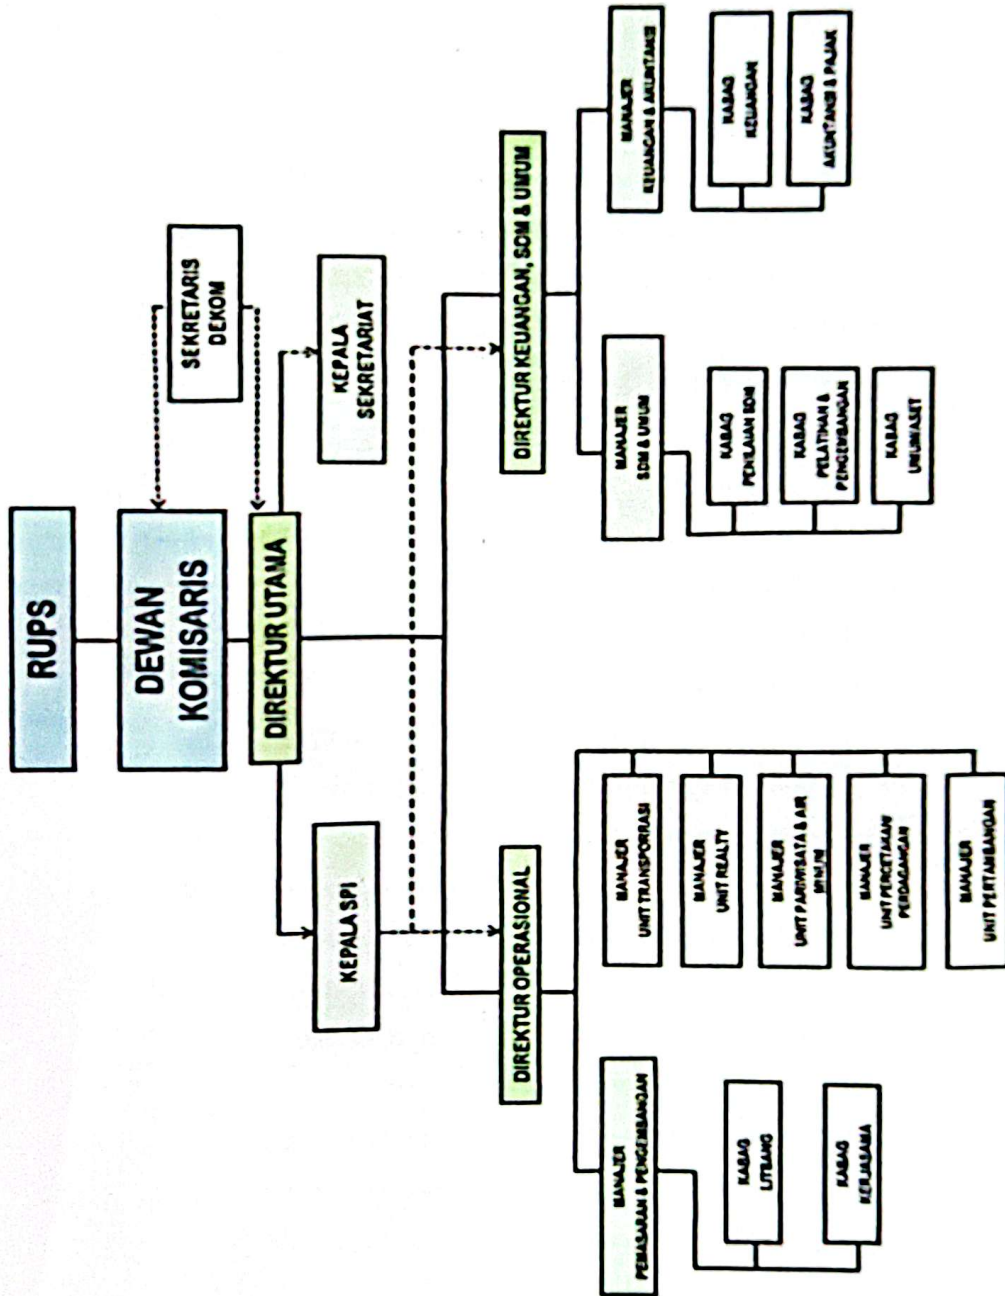 RUPS
DEWAN
KOMISARIS
SEKRETARIS
DEKOM
DIREKTUR UTAMA
KEPALA SPI
KEPALA
SEKRETARIAT
DIREKTUR OPERASIONAL
DIREKTUR KEUANGAN, SDM & UMUM
MANAJER
PEMASARAN & PENGEMBANGAN
KABAG
LITBANG
KABAG
KERJASAMA
MANAJER
UNIT TRANSPORRASI
MANAJER
UNIT REALTY
MANAJER
UNIT PARIWISATA & AIR
MINUM
MANAJER
UNIT PERCETAKAN/
PERDAGANGAN
MANAJER
UNIT PERTAMBANGAN
MANAJER
SDM & UMUM
KABAG
PENILAIAN SDM
KABAG
PELATIHAN &
PENGEMBANGAN
KABAG
UMUM/ASET
MANAJER
KEUANGAN & AKUNTANSI
KABAG
KEUANGAN
KABAG
AKUNTANSI & PAJAK